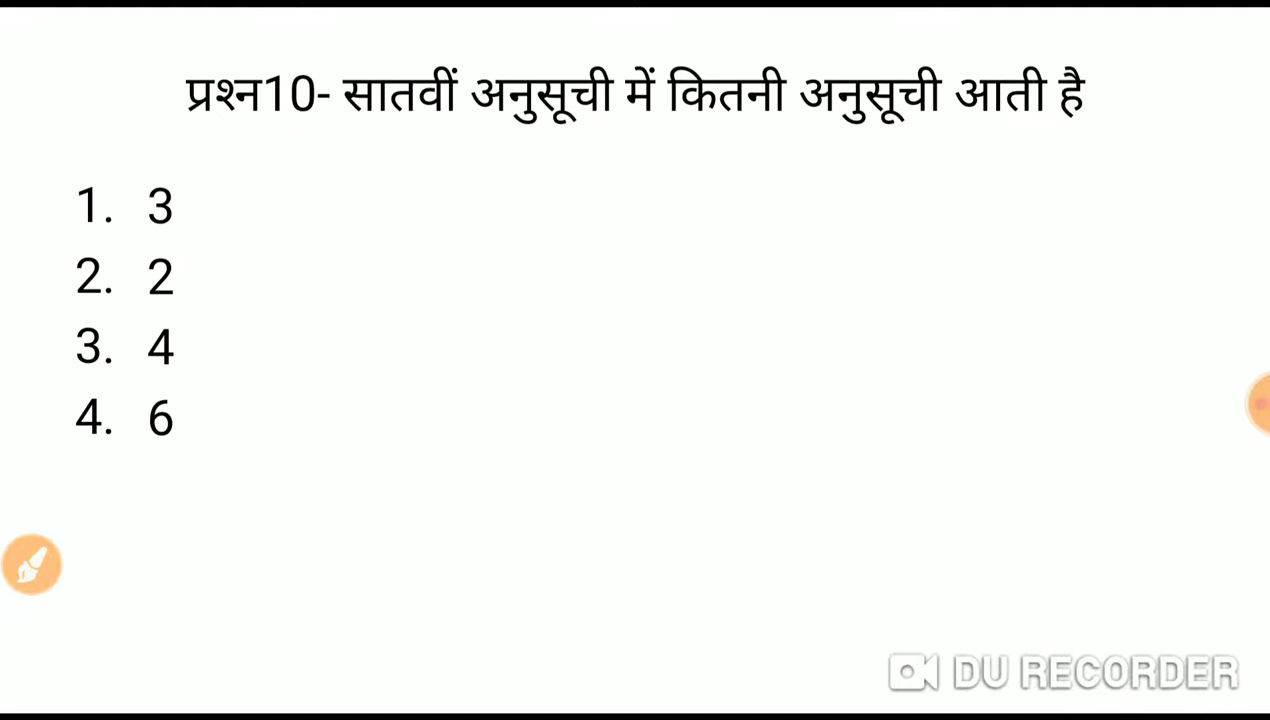 प्रश्न10- सातवीं अनुसूची में कितनी अनुसूची आती है
1. 3
2. 2
3. 4
4. 6
DU RECORDER